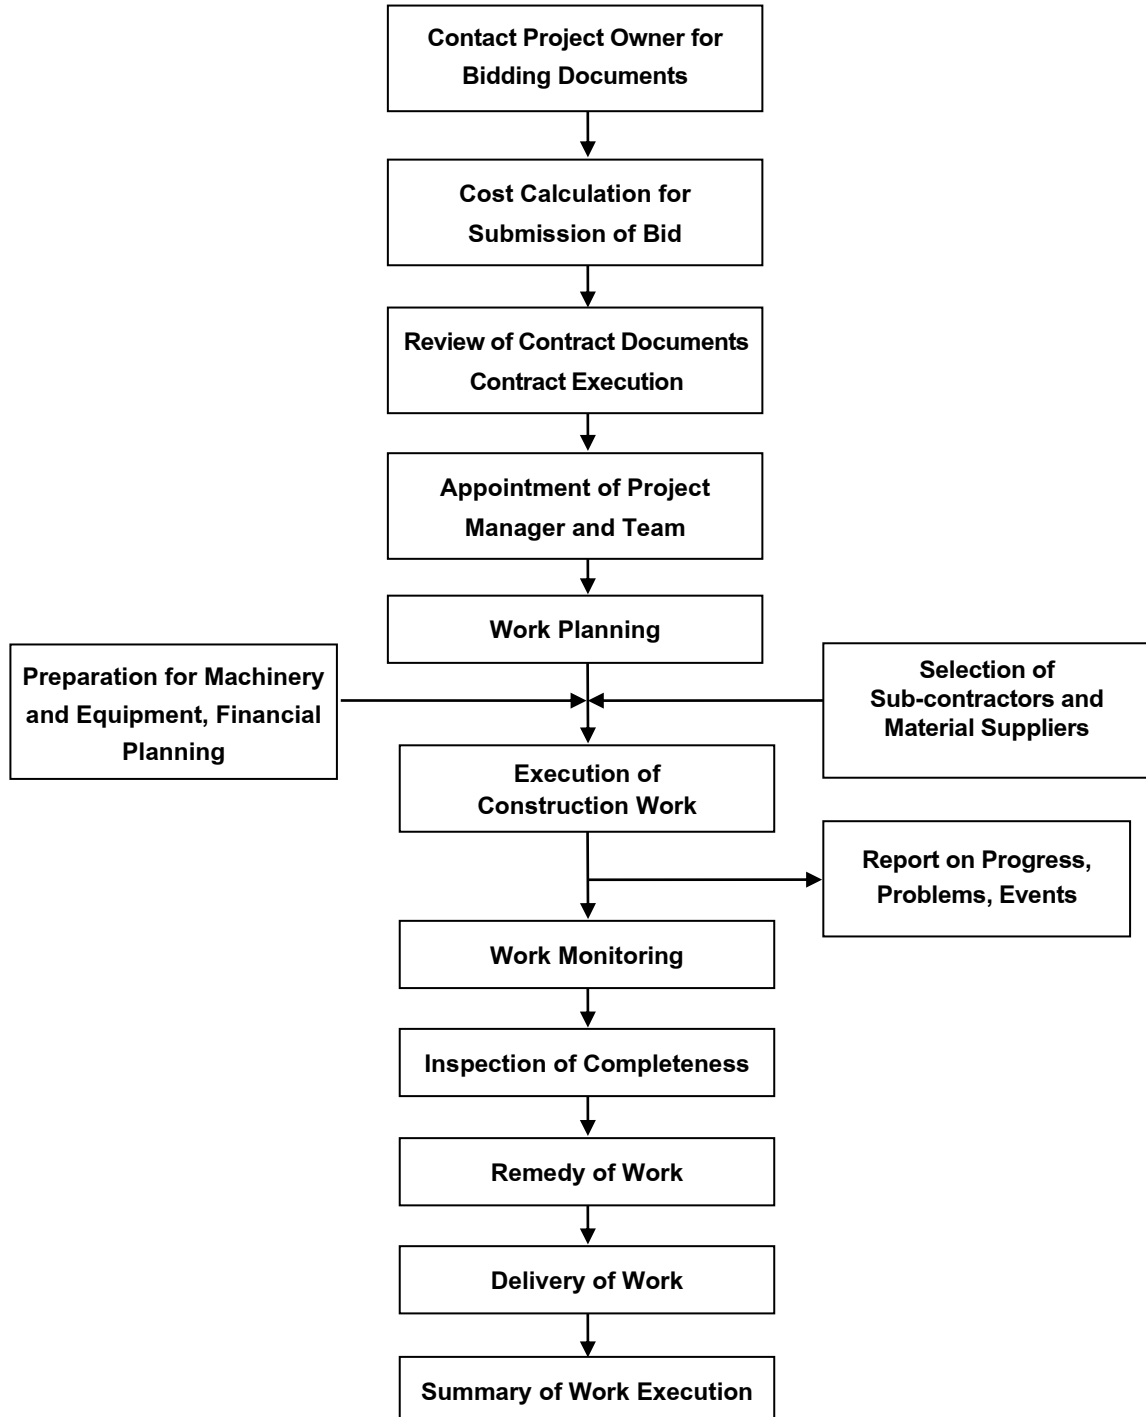 Contact Project Owner for
Bidding Documents
Cost Calculation for
Submission of Bid
Review of Contract Documents
Contract Execution
Appointment of Project
Manager and Team
Work Planning
Preparation for Machinery
and Equipment, Financial
Planning
Selection of
Sub-contractors and
Material Suppliers
Execution of
Construction Work
Report on Progress,
Problems, Events
Work Monitoring
Inspection of Completeness
Remedy of Work
Delivery of Work
Summary of Work Execution